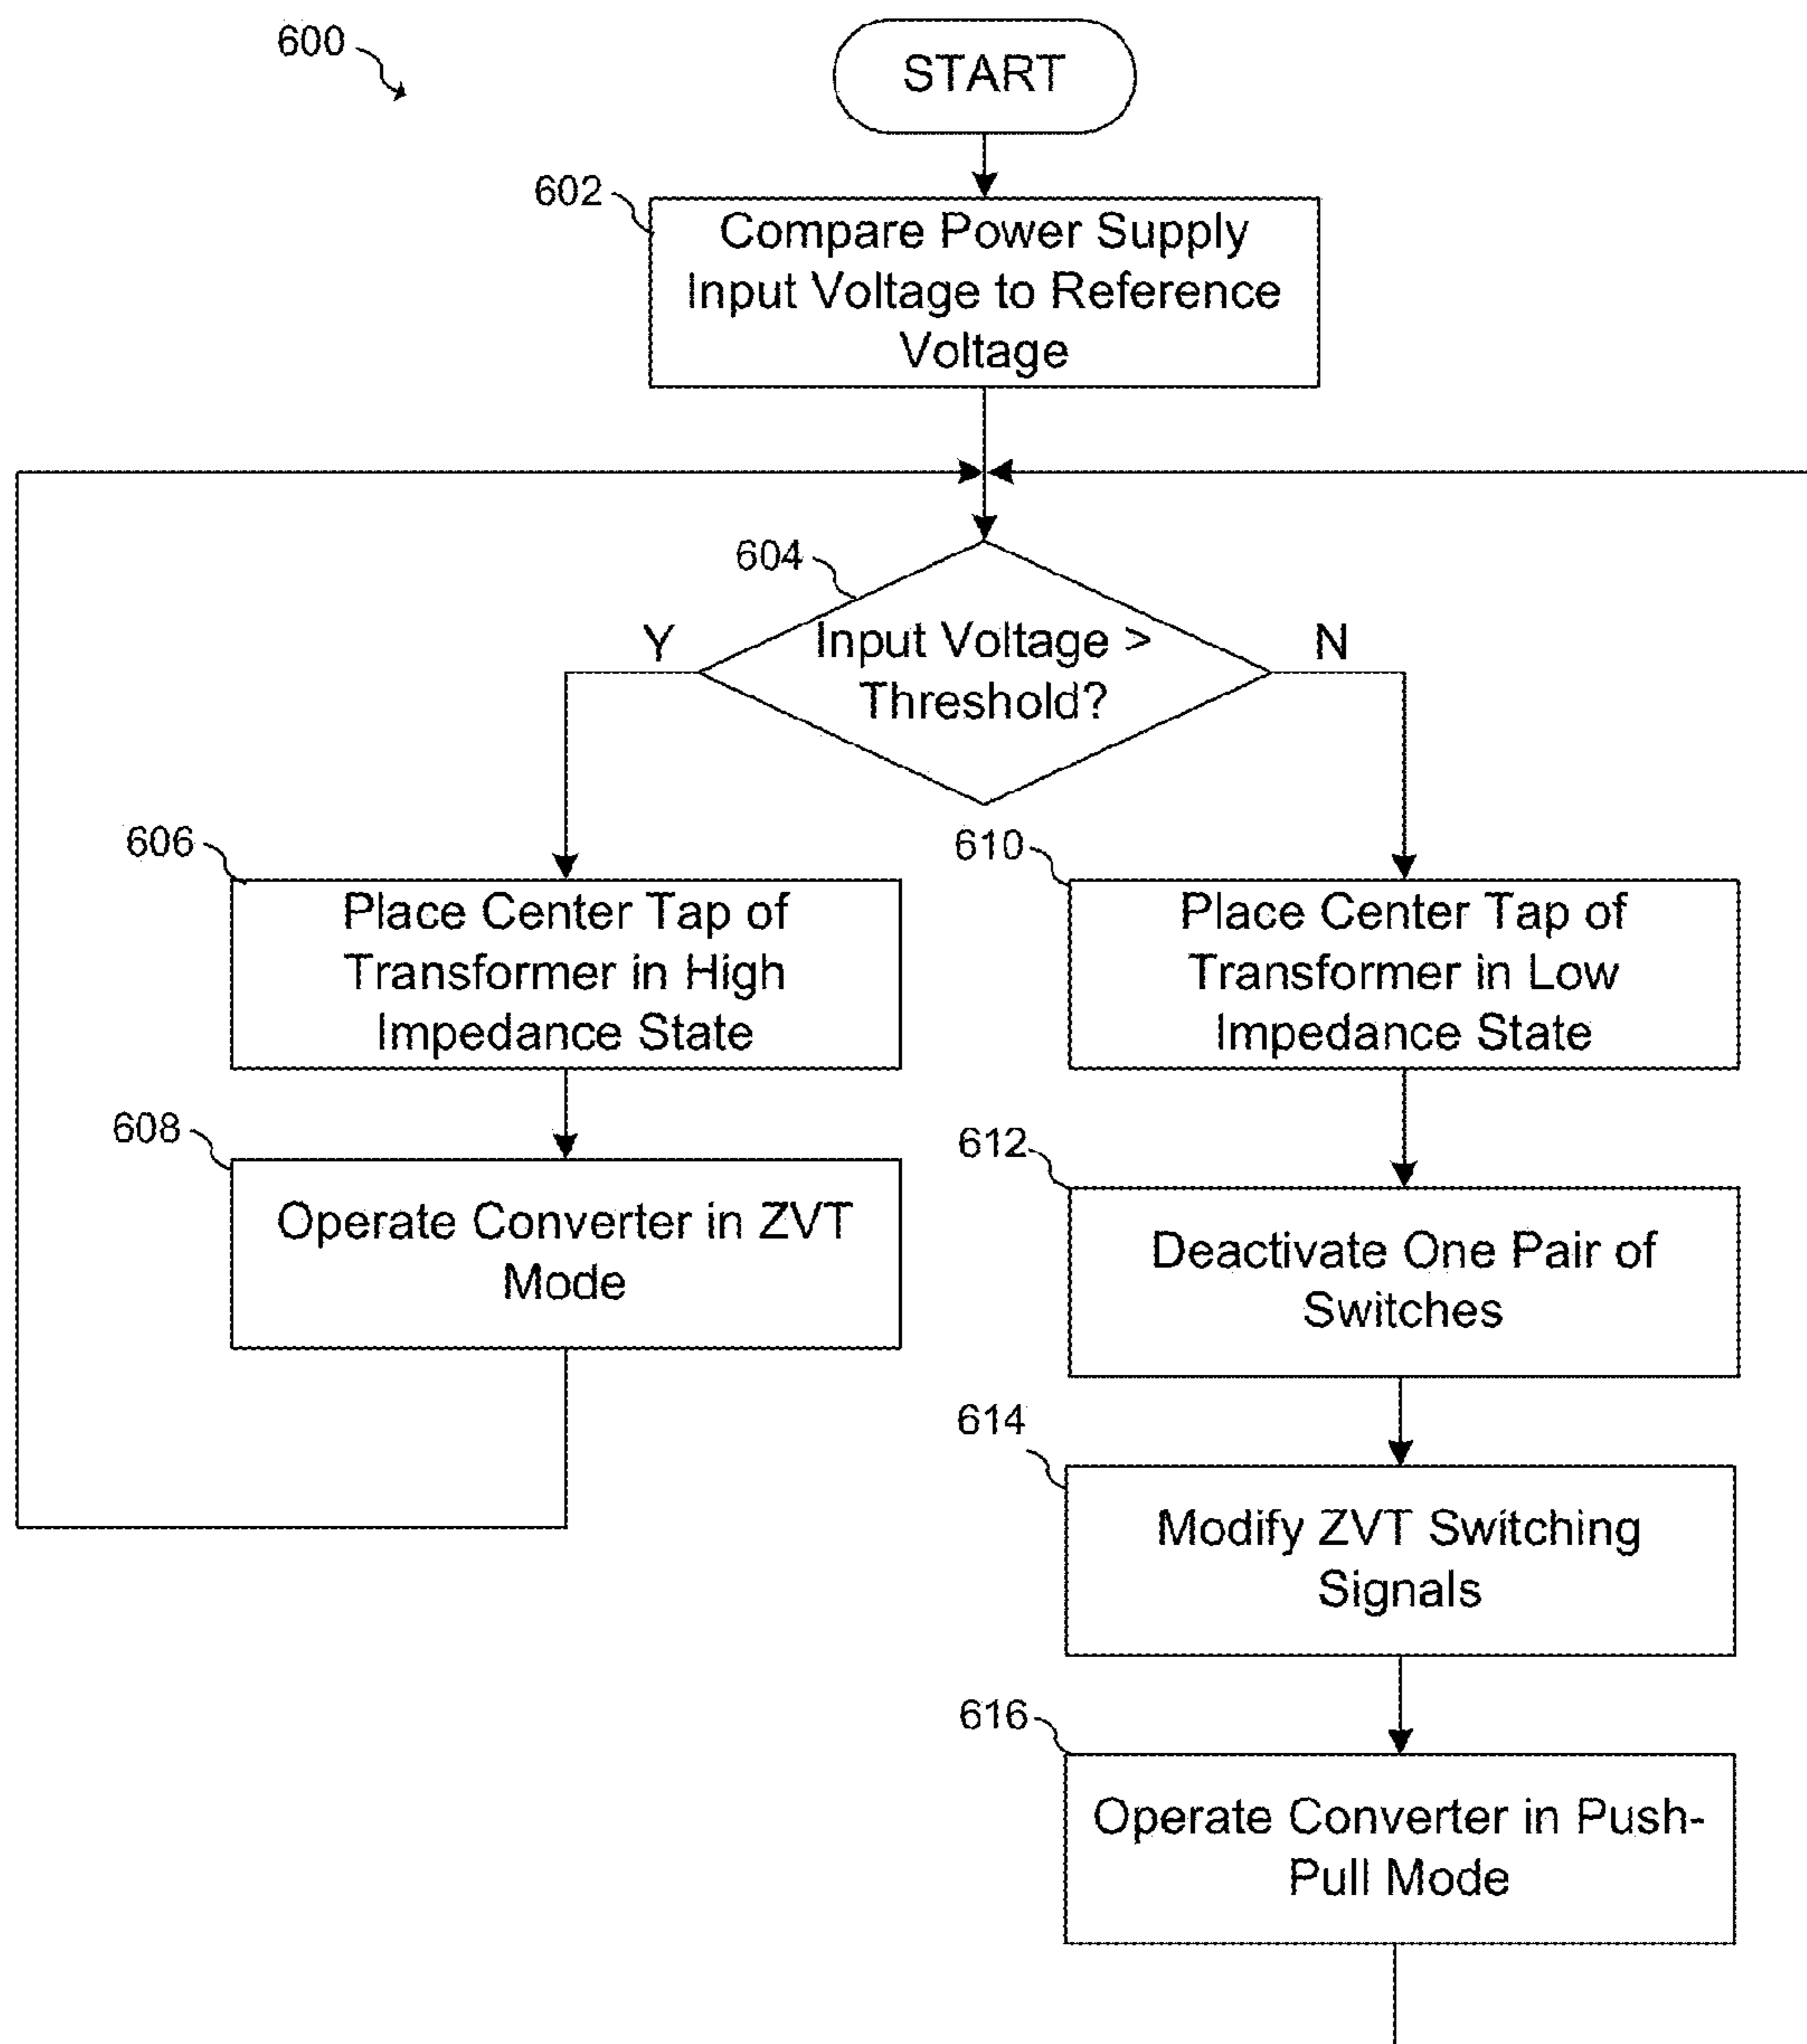 600
START
602
Compare Power Supply
Input Voltage to Reference
Voltage
604
Input Voltage >
Threshold?
Y
N
606
Place Center Tap of
Transformer in High
Impedance State
610
Place Center Tap of
Transformer in Low
Impedance State
608
Operate Converter in ZVT
Mode
612
Deactivate One Pair of
Switches
614
Modify ZVT Switching
Signals
616
Operate Converter in Push-
Pull Mode